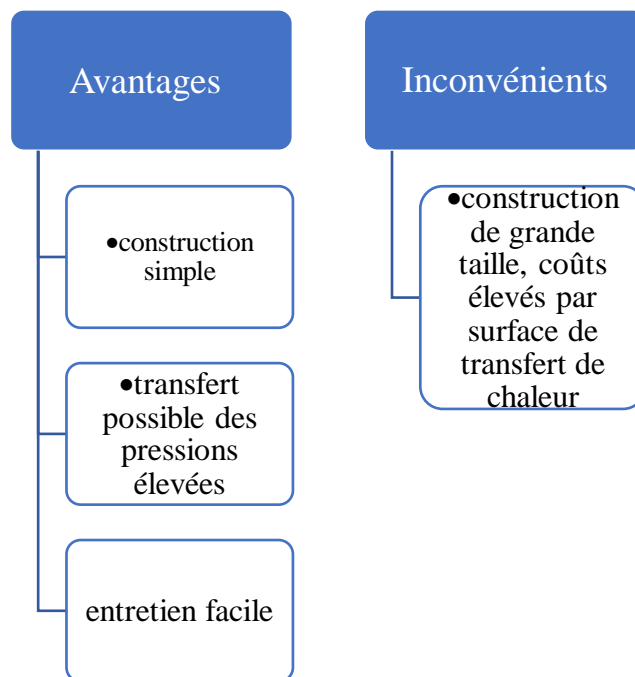 Avantages
•construction
simple
•transfert
possible des
pressions
élevées
entretien facile
Inconvénients
•construction
de grande
taille, coûts
élevés par
surface de
transfert de
chaleur